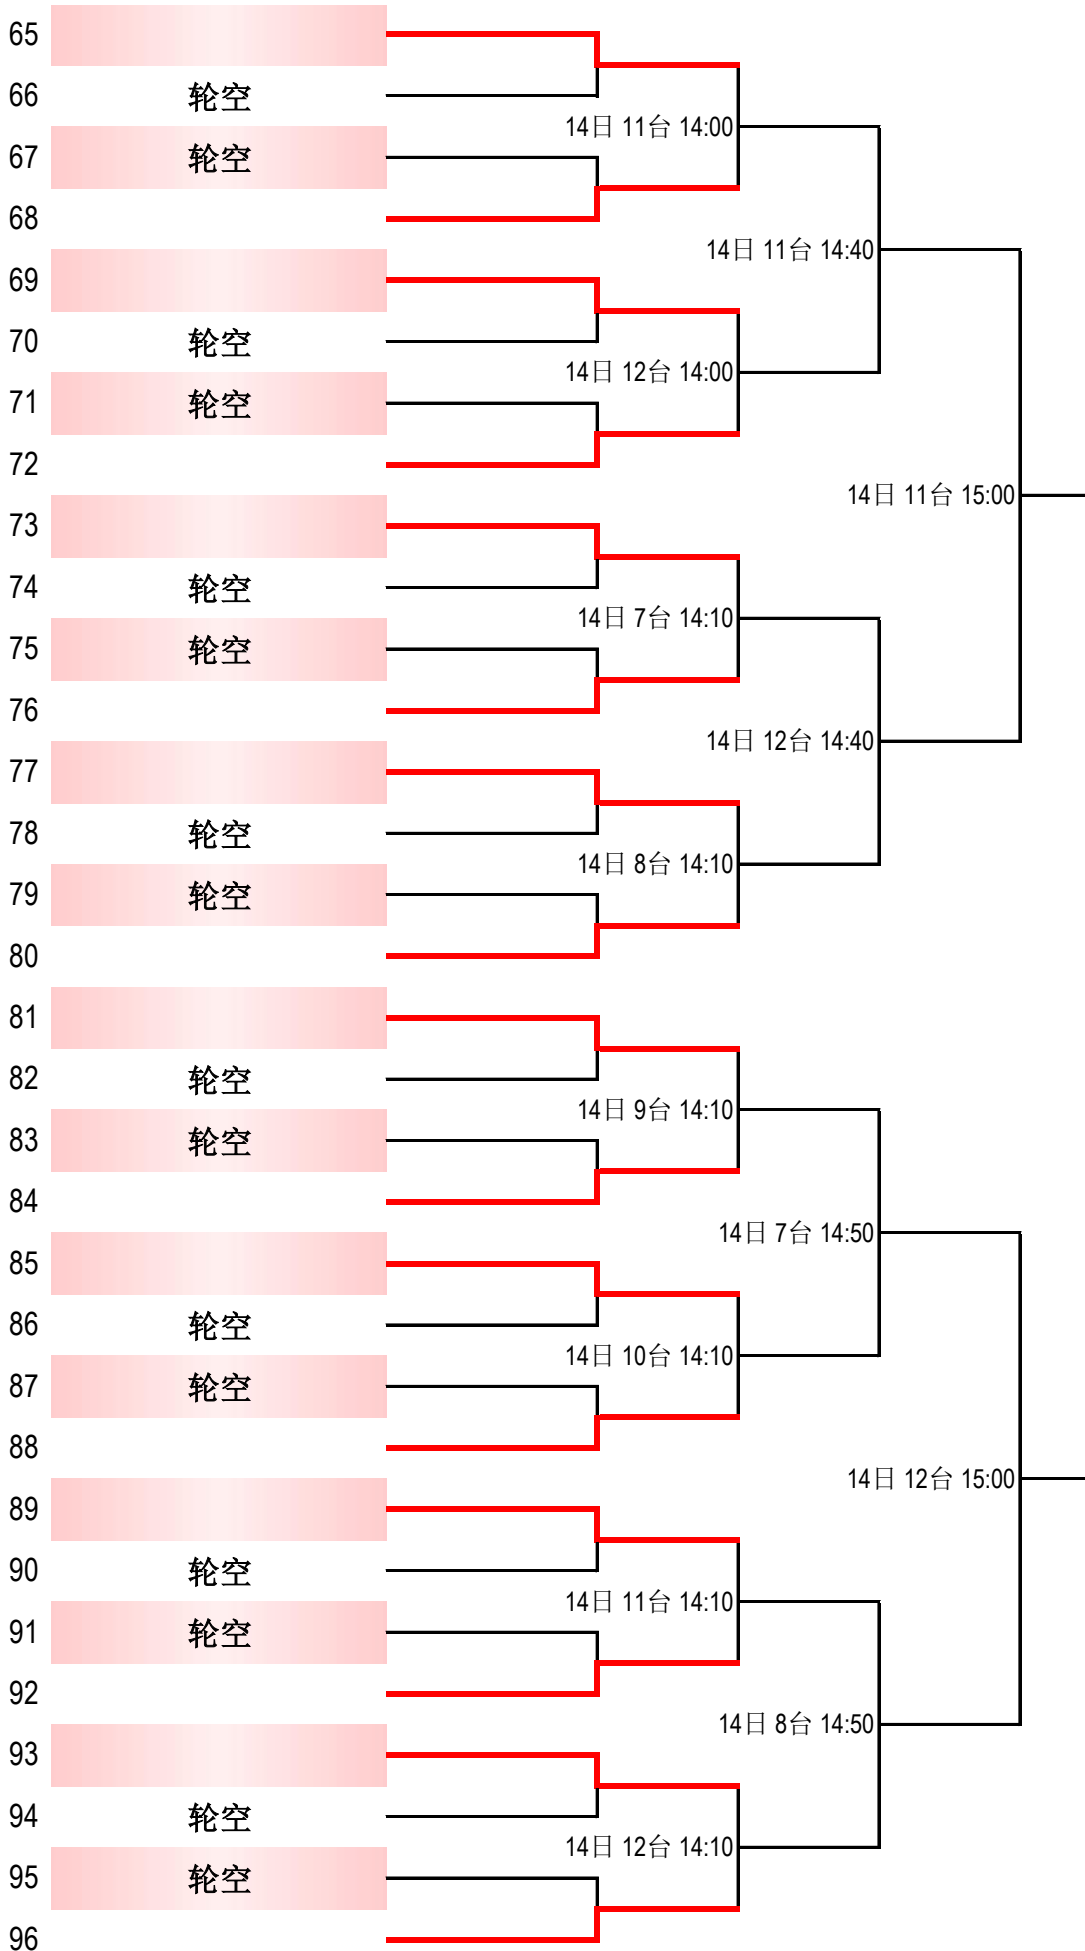 65
66 轮空
14日 11台 14:00
67 轮空
68
14日 11台 14:40
69
70 轮空
14日 12台 14:00
71 轮空
72
14日 11台 15:00
73
74 轮空
14日 7台 14:10
75 轮空
76
14日 12台 14:40
77
78 轮空
14日 8台 14:10
79 轮空
80
81
82 轮空
14日 9台 14:10
83 轮空
84
14日 7台 14:50
85
86 轮空
14日 10台 14:10
87 轮空
88
14日 12台 15:00
89
90 轮空
14日 11台 14:10
91 轮空
92
14日 8台 14:50
93
94 轮空
14日 12台 14:10
95 轮空
96